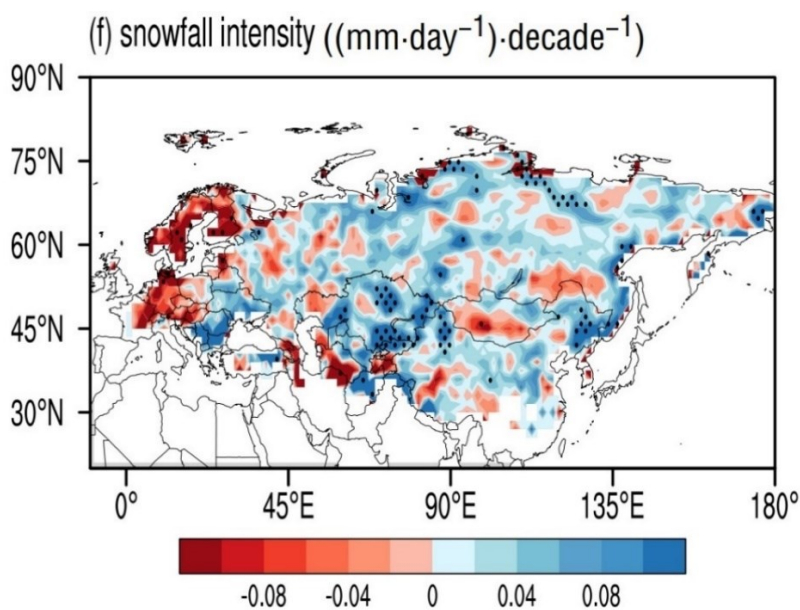 (f) snowfall intensity ((mm·day⁻¹)·decade⁻¹)
90°N
75°N
60°N
45°N
30°N
0° 45°E 90°E 135°E 180°
-0.08 -0.04 0 0.04 0.08